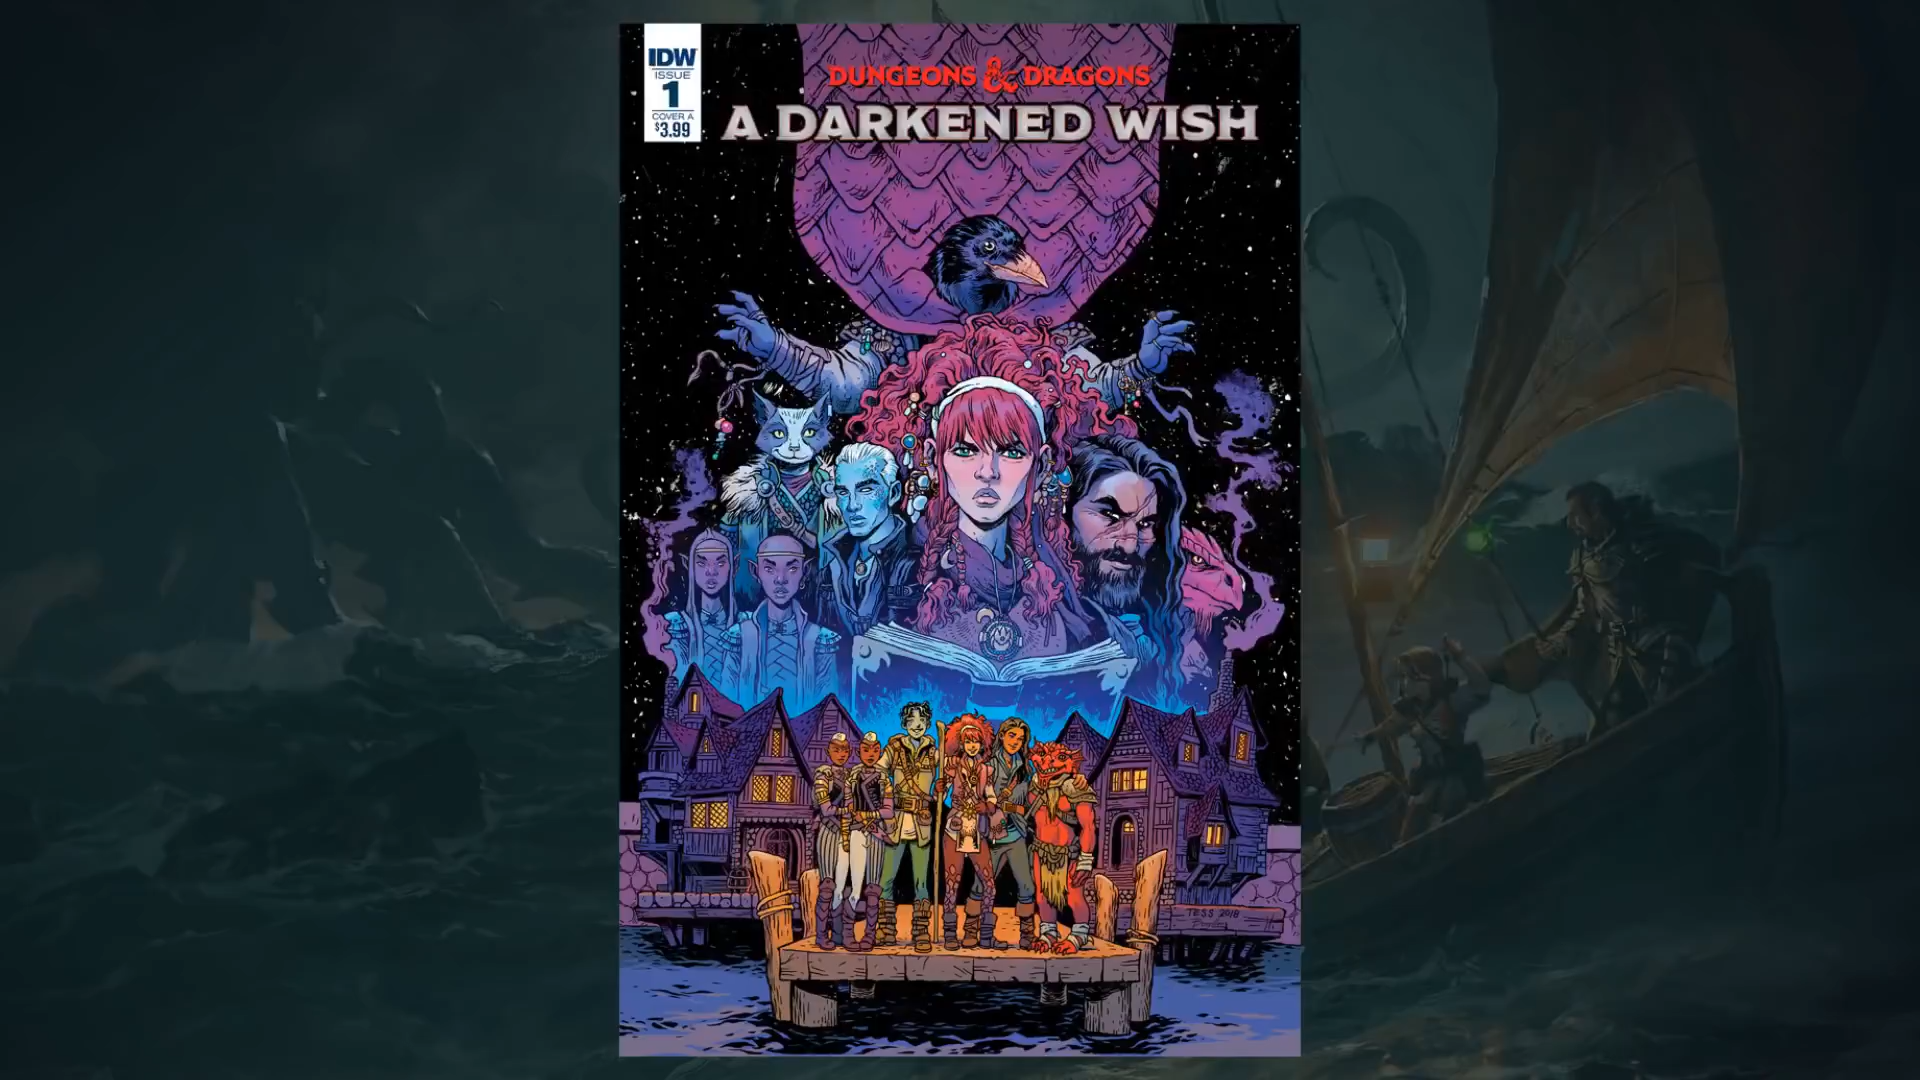 IDW
ISSUE
1
COVER A
$3.99
DUNGEONS & DRAGONS
A DARKENED WISH
TESS 2018